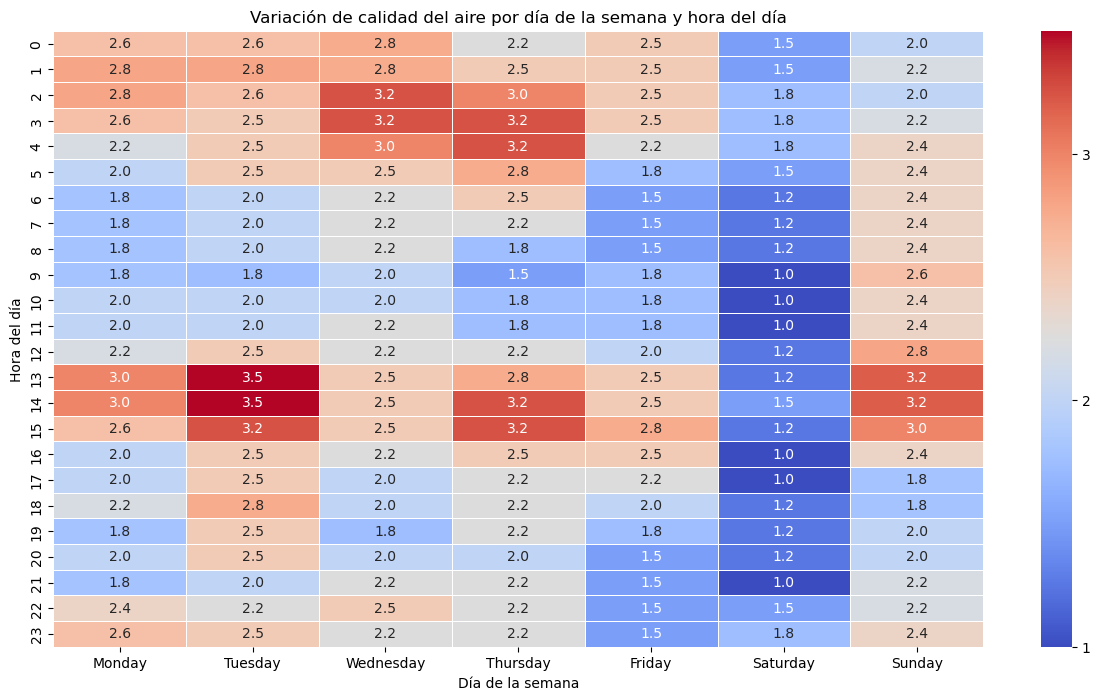 Variación de calidad del aire por día de la semana y hora del día
Hora del día
0 2.6 2.6 2.8 2.2 2.5 1.5 2.0
1 2.8 2.8 2.8 2.5 2.5 1.5 2.2
2 2.8 2.6 3.2 3.0 2.5 1.8 2.0
3 2.6 2.5 3.2 3.2 2.5 1.8 2.2
4 2.2 2.5 3.0 3.2 2.2 1.8 2.4
5 2.0 2.5 2.5 2.8 1.8 1.5 2.4
6 1.8 2.0 2.2 2.5 1.5 1.2 2.4
7 1.8 2.0 2.2 2.2 1.5 1.2 2.4
8 1.8 2.0 2.2 1.8 1.5 1.2 2.4
9 1.8 1.8 2.0 1.5 1.8 1.0 2.6
10 2.0 2.0 2.0 1.8 1.8 1.0 2.4
11 2.0 2.0 2.2 1.8 1.8 1.0 2.4
12 2.2 2.5 2.2 2.2 2.0 1.2 2.8
13 3.0 3.5 2.5 2.8 2.5 1.2 3.2
14 3.0 3.5 2.5 3.2 2.5 1.5 3.2
15 2.6 3.2 2.5 3.2 2.8 1.2 3.0
16 2.0 2.5 2.2 2.5 2.5 1.0 2.4
17 2.0 2.5 2.0 2.2 2.2 1.0 1.8
18 2.2 2.8 2.0 2.2 2.0 1.2 1.8
19 1.8 2.5 1.8 2.2 1.8 1.2 2.0
20 2.0 2.5 2.0 2.0 1.5 1.2 2.0
21 1.8 2.0 2.2 2.2 1.5 1.0 2.2
22 2.4 2.2 2.5 2.2 1.5 1.5 2.2
23 2.6 2.5 2.2 2.2 1.5 1.8 2.4
Monday Tuesday Wednesday Thursday Friday Saturday Sunday
Día de la semana
3
2
1